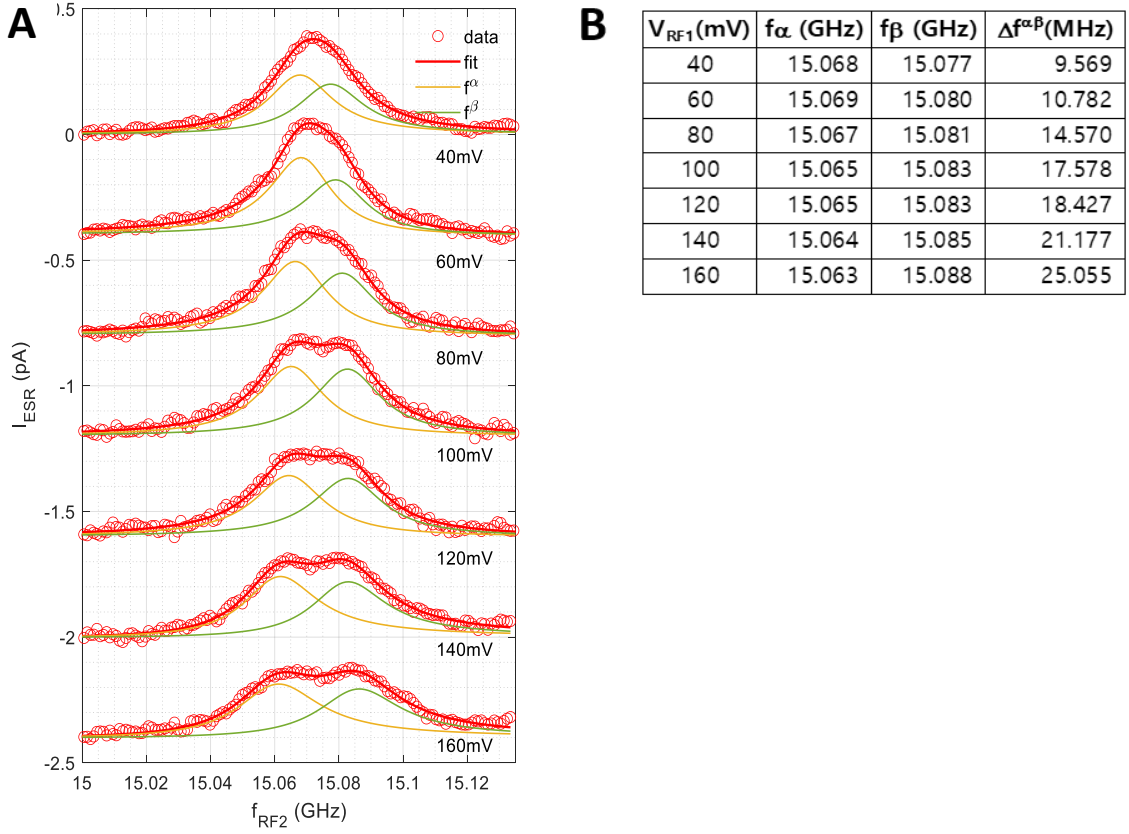 A
0.5
data
fit
f^α
f^β
0
40mV
60mV
-0.5
80mV
-1
100mV
-1.5
120mV
140mV
-2
160mV
-2.5
I_ESR (pA)
15 15.02 15.04 15.06 15.08 15.1 15.12
f_RF2 (GHz)
B
V_RF1(mV) fα (GHz) fβ (GHz) Δf^αβ(MHz)
40 15.068 15.077 9.569
60 15.069 15.080 10.782
80 15.067 15.081 14.570
100 15.065 15.083 17.578
120 15.065 15.083 18.427
140 15.064 15.085 21.177
160 15.063 15.088 25.055